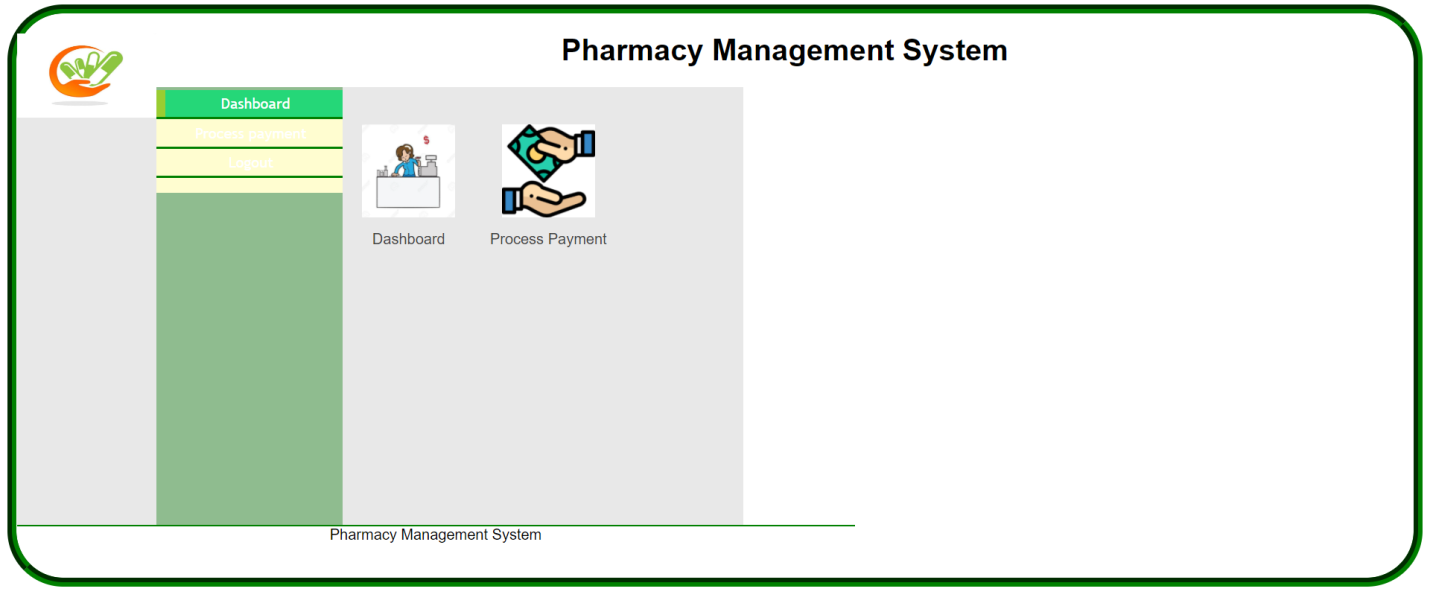 Pharmacy Management System
Dashboard
Process payment
Logout
$
Dashboard
Process Payment
Pharmacy Management System